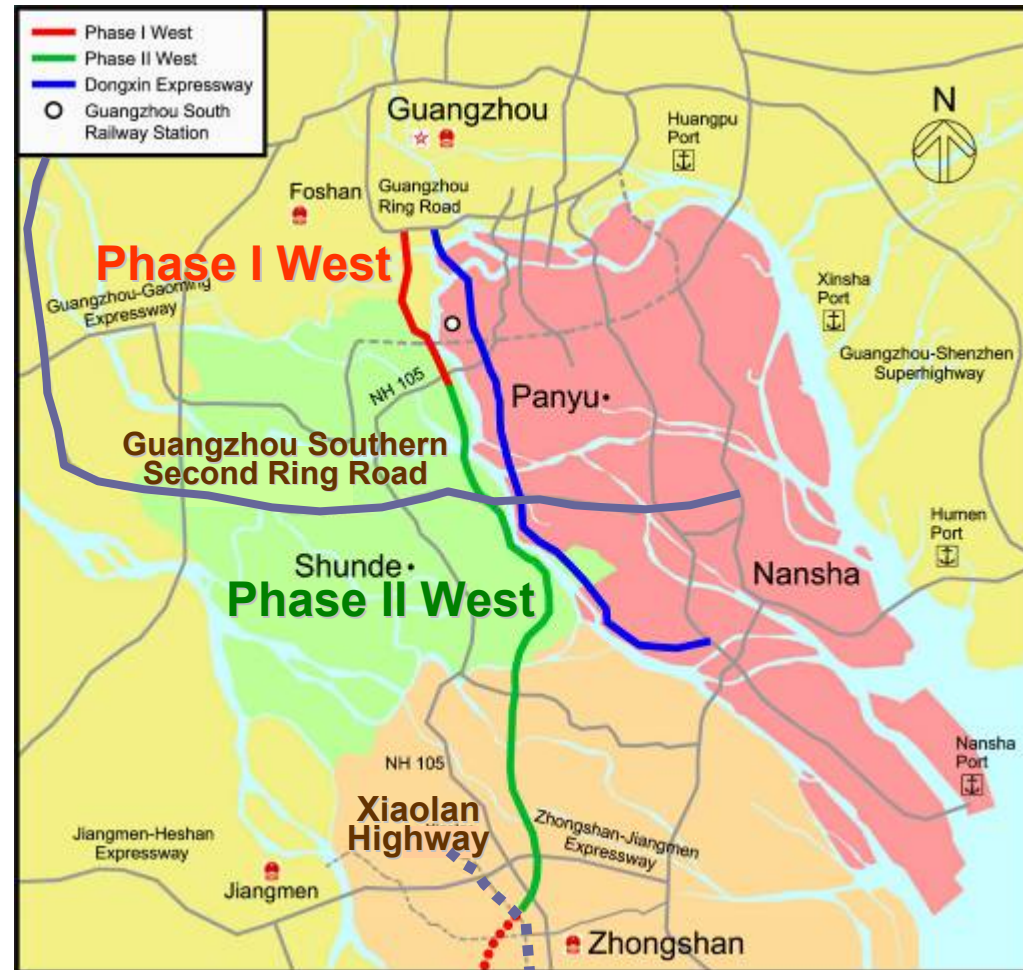 Phase I West
Phase II West
Dongxin Expressway
Guangzhou South
Railway Station
Guangzhou
N
Huangpu
Port
Foshan
Guangzhou
Ring Road
Phase I West
Guangzhou-Gaoming
Expressway
Xinsha
Port
Guangzhou-Shenzhen
Superhighway
NH 105
Panyu
Guangzhou Southern
Second Ring Road
Humen
Port
Shunde
Nansha
Phase II West
Nansha
Port
NH 105
Xiaolan
Highway
Zhongshan-Jiangmen
Expressway
Jiangmen-Heshan
Expressway
Jiangmen
Zhongshan